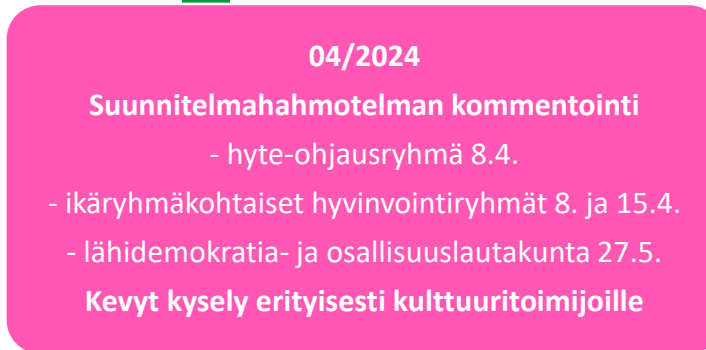 04/2024
Suunnitelmahahmotelman kommentointi
- hyte-ohjausryhmä 8.4.
- ikäryhmäkohtaiset hyvinvointiryhmät 8. ja 15.4.
- lähidemokratia- ja osallisuuslautakunta 27.5.
Kevyt kysely erityisesti kulttuuritoimijoille